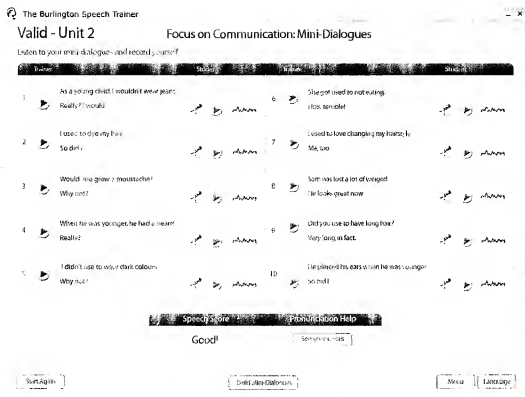 The Burlington Speech Trainer
Valid - Unit 2
Focus on Communication: Mini-Dialogues
Listen to your mini-dialogues and record yourself
Trainer Student Trainer Student
1 As a young child I wouldn't wear jeans.
Really? I would.
2 I used to dye my hair.
So did I.
3 Would you grow a moustache?
Why not?
4 When he was younger, he had a beard.
Really?
5 I didn't use to wear dark colours.
Why not?
6 She got used to not eating.
How terrible!
7 I used to love changing my hairstyle.
Me, too.
8 Sam has lost a lot of weight.
He looks great now.
9 Did you use to have long hair?
Very long, in fact.
10 He pierced his ears when he was younger.
So did I.
Speech Score Pronunciation Help
Good!
Start Again
Mini-Dialogues
Menu Language